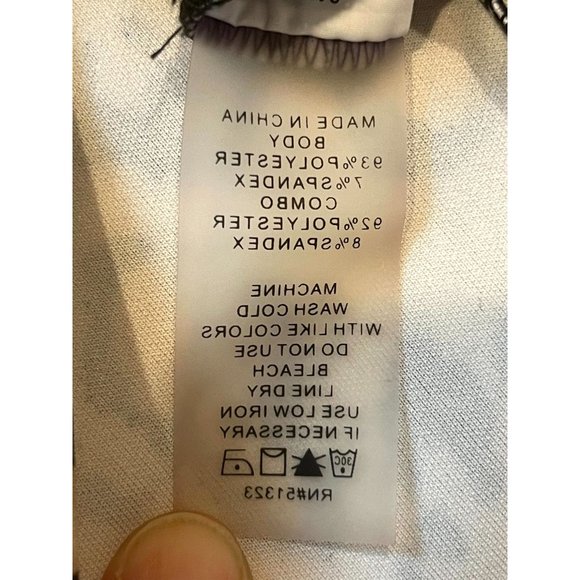 MADE IN CHINA
BODY
93%POLYESTER
7%SPANDEX
COMBO
92%POLYESTER
8%SPANDEX
MACHINE
WASH COLD
WITH LIKE COLORS
DO NOT USE
BLEACH
LINE DRY
USE LOW IRON
IF NECESSARY
30C
RN#51323